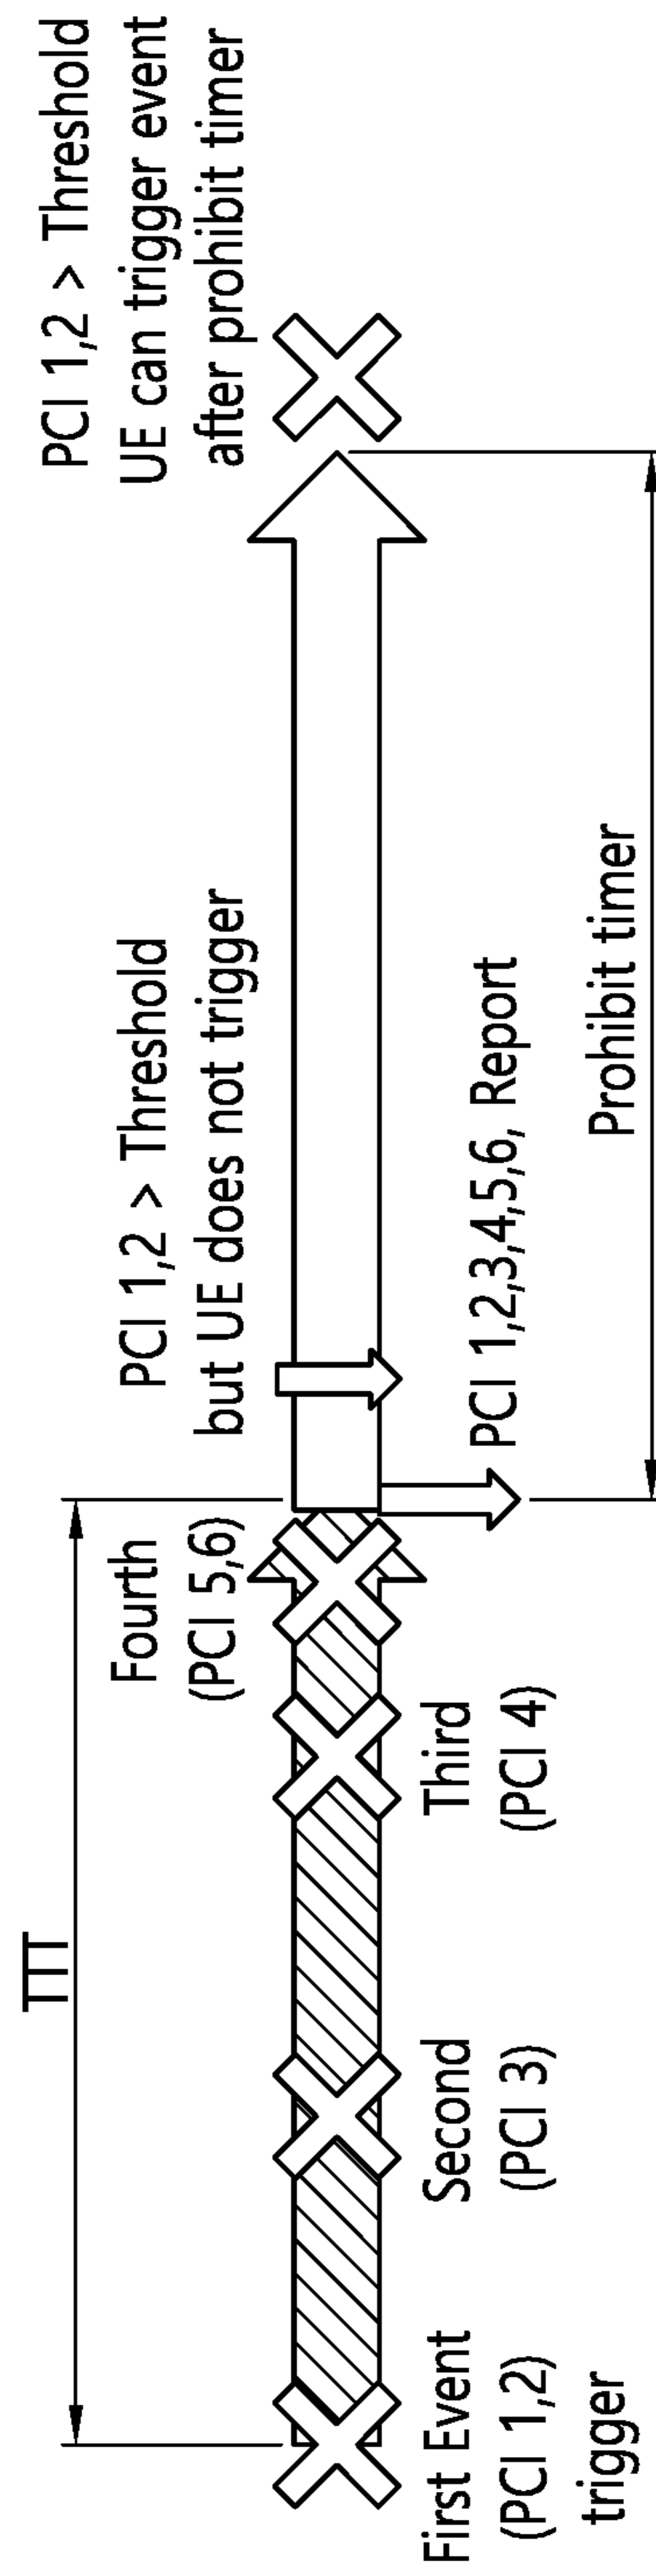 TTT
Fourth
(PCI 5,6)
First Event
(PCI 1,2)
trigger
Second
(PCI 3)
Third
(PCI 4)
PCI 1,2 > Threshold
but UE does not trigger
PCI 1,2,3,4,5,6, Report
Prohibit timer
PCI 1,2 > Threshold
UE can trigger event
after prohibit timer